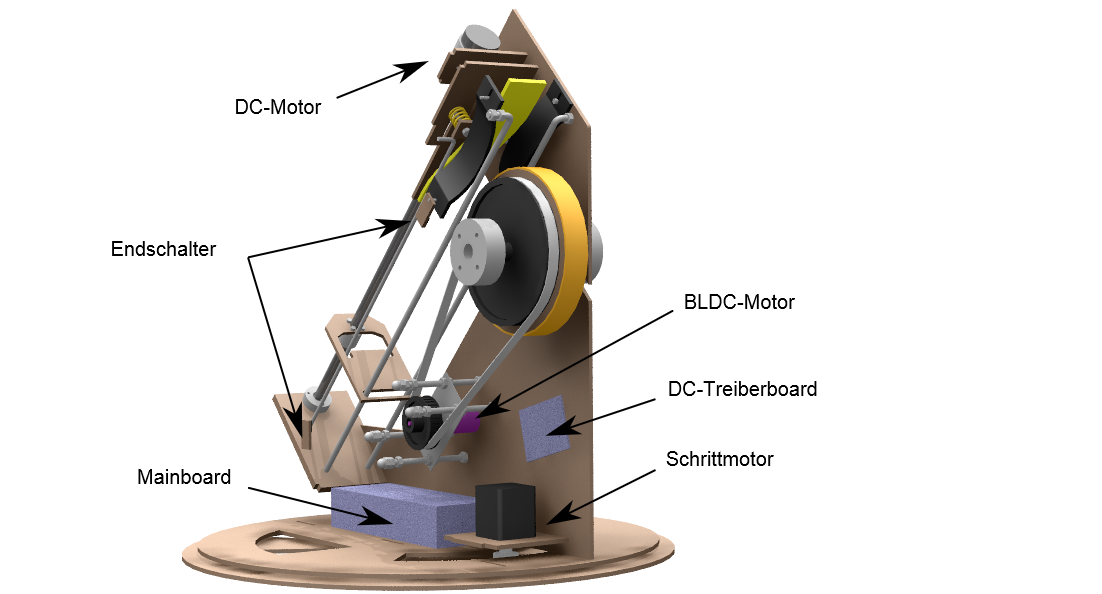 DC-Motor
Endschalter
BLDC-Motor
DC-Treiberboard
Schrittmotor
Mainboard